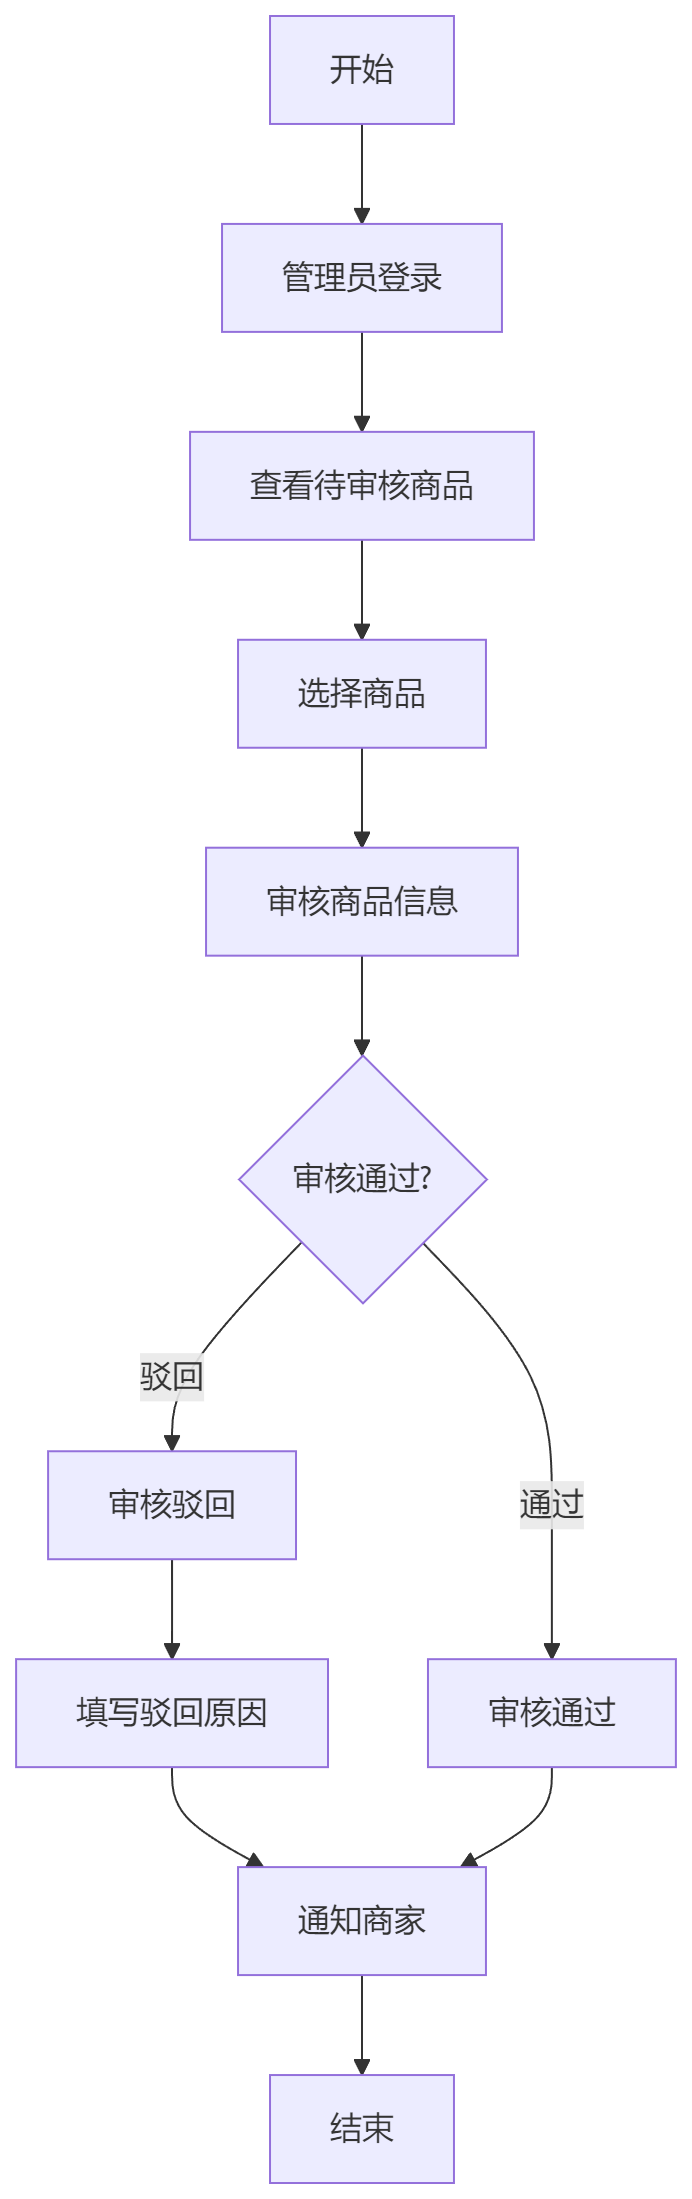 开始
管理员登录
查看待审核商品
选择商品
审核商品信息
审核通过?
驳回
审核驳回
通过
填写驳回原因
审核通过
通知商家
结束